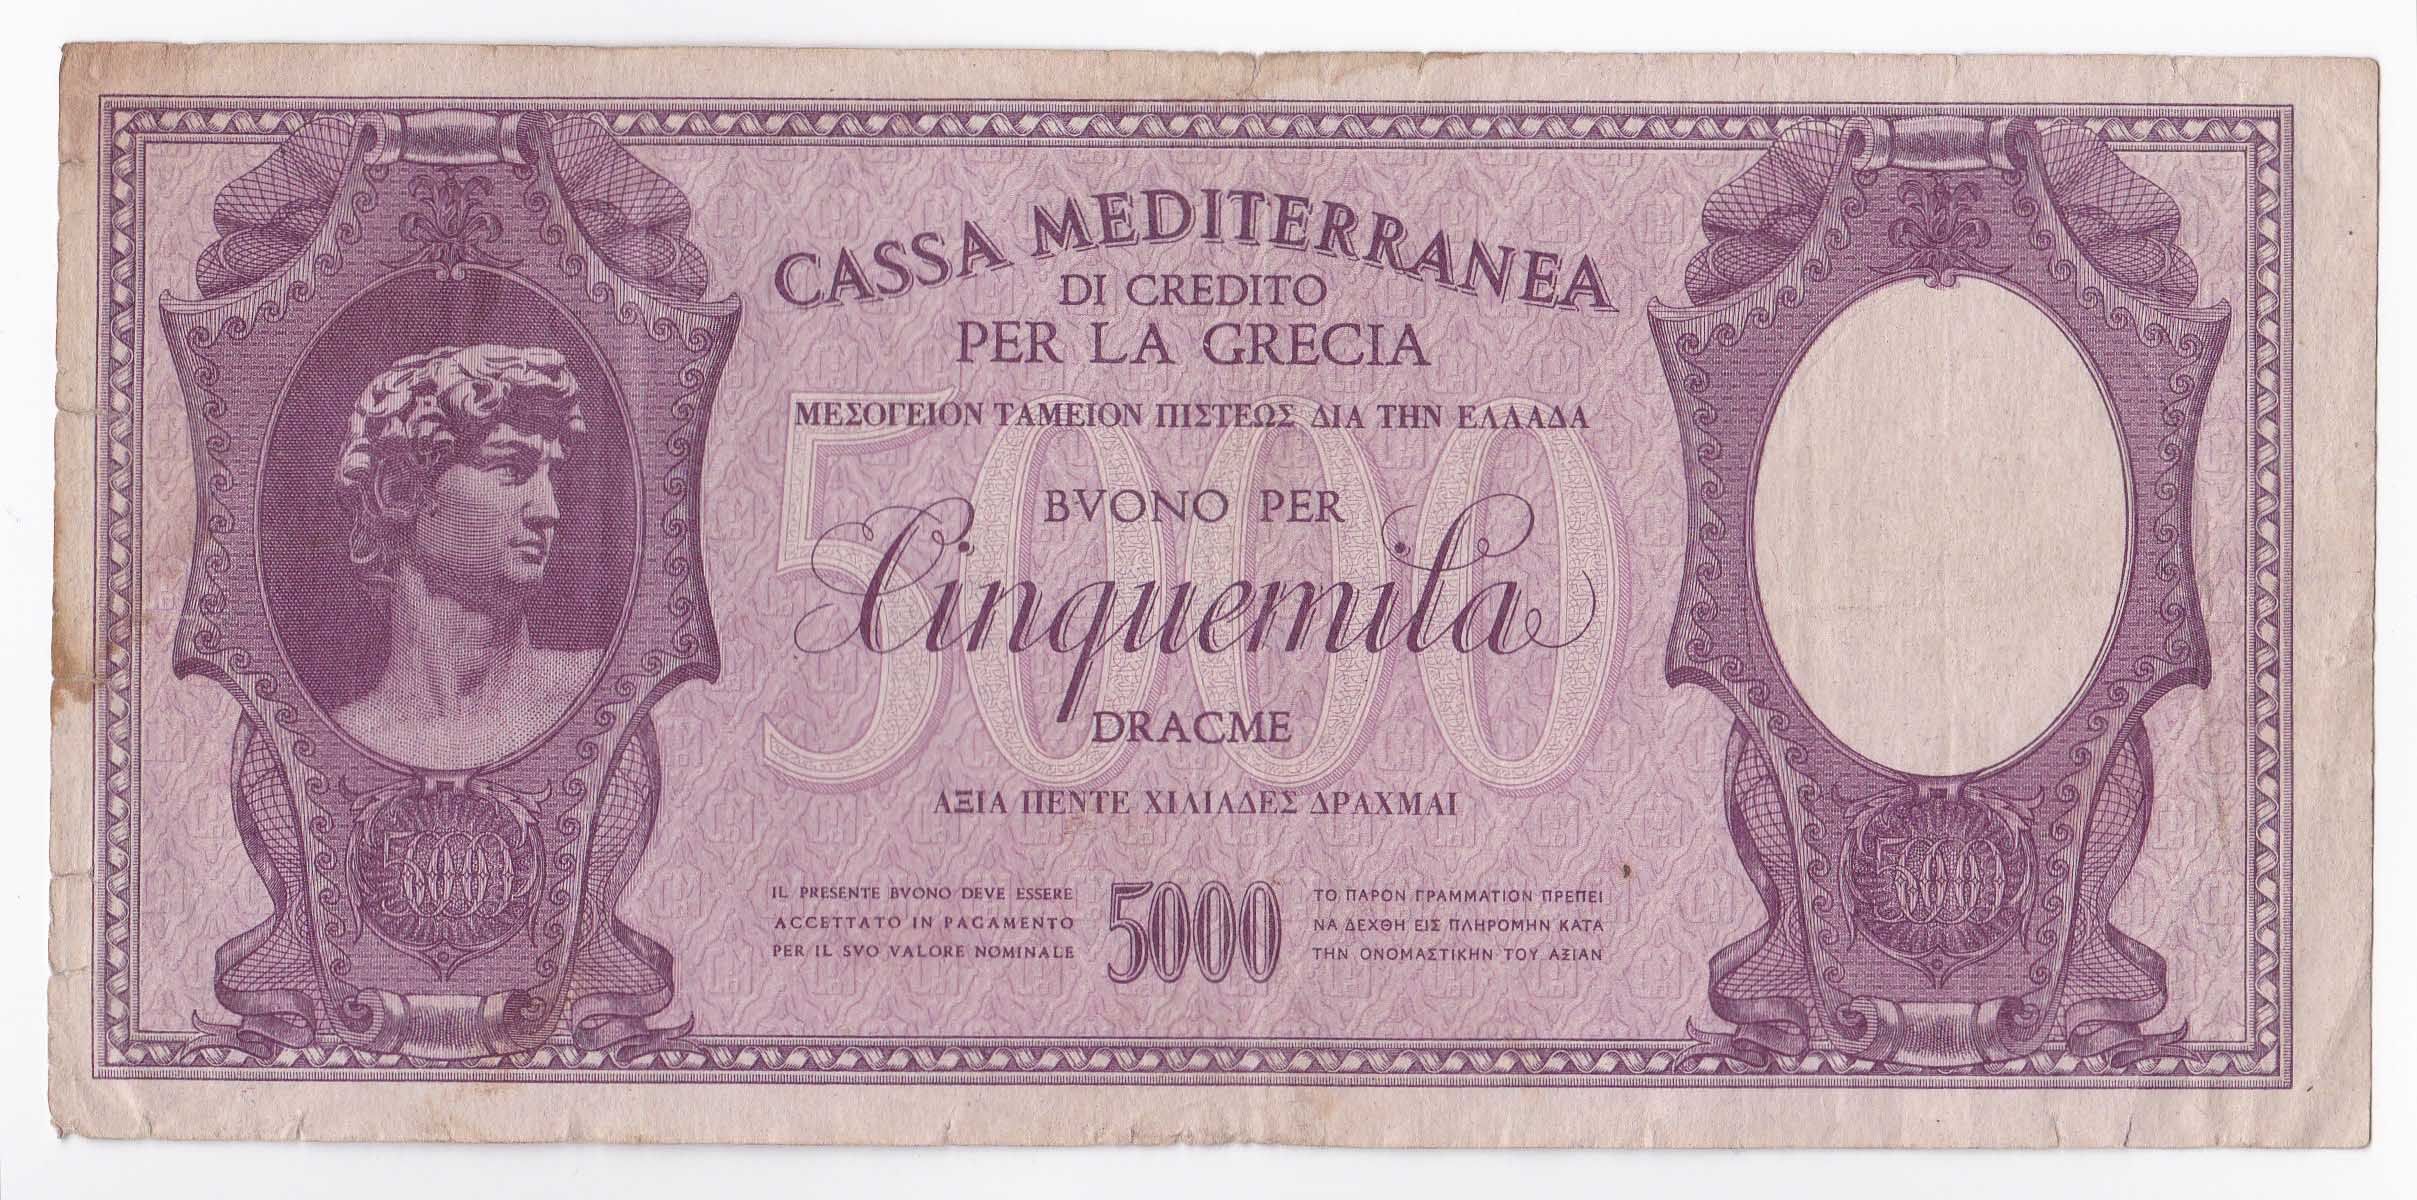 CASSA MEDITERRANEA
DI CREDITO
PER LA GRECIA
ΜΕΣΟΓΕΙΟΝ ΤΑΜΕΙΟΝ ΠΙΣΤΕΩΣ ΔΙΑ ΤΗΝ ΕΛΛΑΔΑ
5000
BVONO PER
Cinquemila
DRACME
ΑΞΙΑ ΠΕΝΤΕ ΧΙΛΙΑΔΕΣ ΔΡΑΧΜΑΙ
5000
IL PRESENTE BVONO DEVE ESSERE
ACCETTATO IN PAGAMENTO
PER IL SVO VALORE NOMINALE
5000
ΤΟ ΠΑΡΟΝ ΓΡΑΜΜΑΤΙΟΝ ΠΡΕΠΕΙ
ΝΑ ΔΕΧΘΗ ΕΙΣ ΠΛΗΡΟΜΗΝ ΚΑΤΑ
ΤΗΝ ΟΝΟΜΑΣΤΙΚΗΝ ΤΟΥ ΑΞΙΑΝ
5000